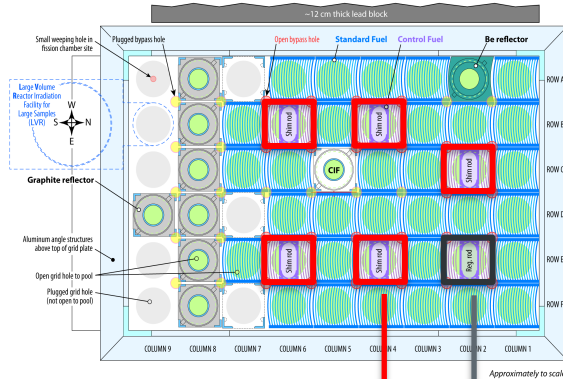 ~12 cm thick lead block
Small weeping hole in
fission chamber site
Plugged bypass hole
Open bypass hole
Standard Fuel
Control Fuel
Be reflector
Large Volume
Reactor Irradiation
Facility for
Large Samples
(LVR)
W
S
N
E
ROW A
ROW B
ROW C
ROW D
ROW E
ROW F
Shim rod
Shim rod
CIF
Shim rod
Graphite reflector
Aluminum angle structures
above top of grid plate
Open grid hole to pool
Plugged grid hole
(not open to pool)
Shim rod
Shim rod
Reg. rod
COLUMN 9
COLUMN 8
COLUMN 7
COLUMN 6
COLUMN 5
COLUMN 4
COLUMN 3
COLUMN 2
COLUMN 1
Approximately to scale